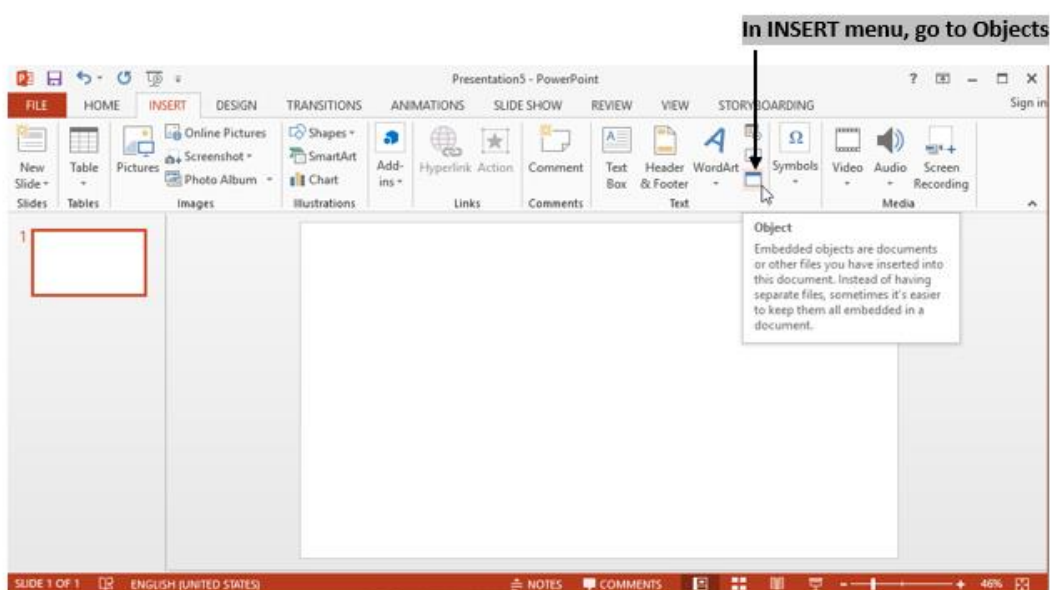 In INSERT menu, go to Objects
Presentation5 - PowerPoint
?
FILE HOME INSERT DESIGN TRANSITIONS ANIMATIONS SLIDE SHOW REVIEW VIEW STORYBOARDING Sign in
New Slide
Table
Pictures
Online Pictures
Screenshot
Photo Album
Shapes
SmartArt
Chart
Add-
ins
Hyperlink
Action
Comment
Text
Box
Header
& Footer
WordArt
Symbols
Video
Audio
Screen
Recording
Slides Tables Images Illustrations Links Comments Text Media
1
Object
Embedded objects are documents
or other files you have inserted into
this document. Instead of having
separate files, sometimes it's easier
to keep them all embedded in a
document.
SLIDE 1 OF 1 ENGLISH (UNITED STATES) NOTES COMMENTS 46%